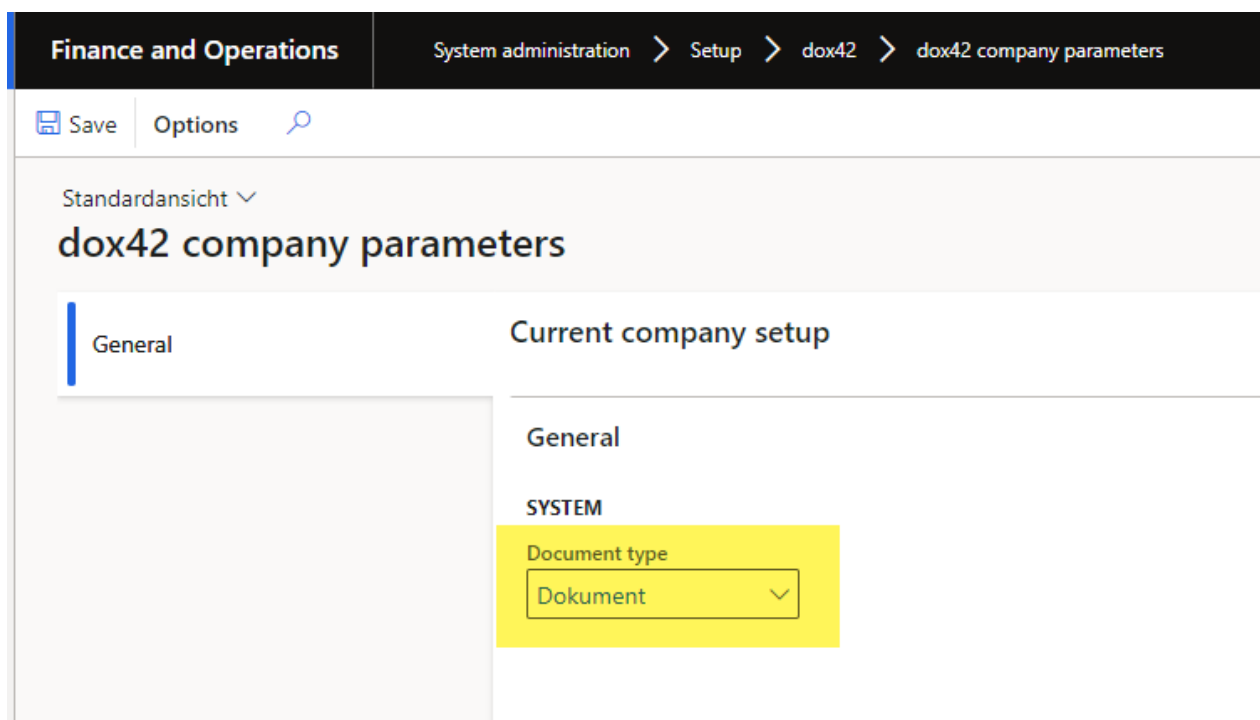 Finance and Operations
System administration > Setup > dox42 > dox42 company parameters
Save Options
Standardansicht
dox42 company parameters
General
Current company setup
General
SYSTEM
Document type
Dokument